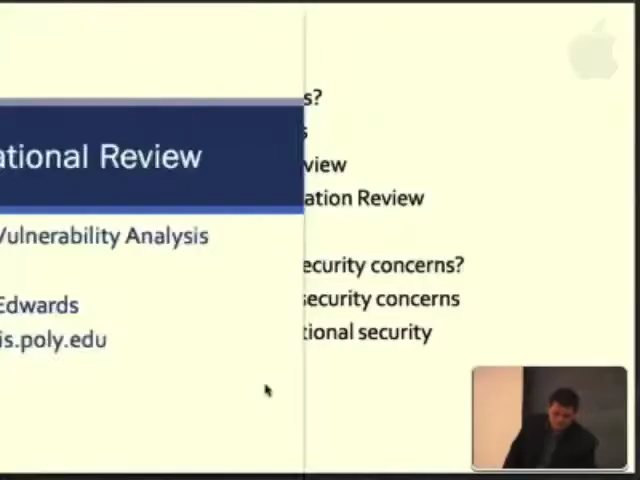 ational Review
Vulnerability Analysis
Edwards
is.poly.edu
s?
s
view
ation Review
ecurity concerns?
security concerns
tional security